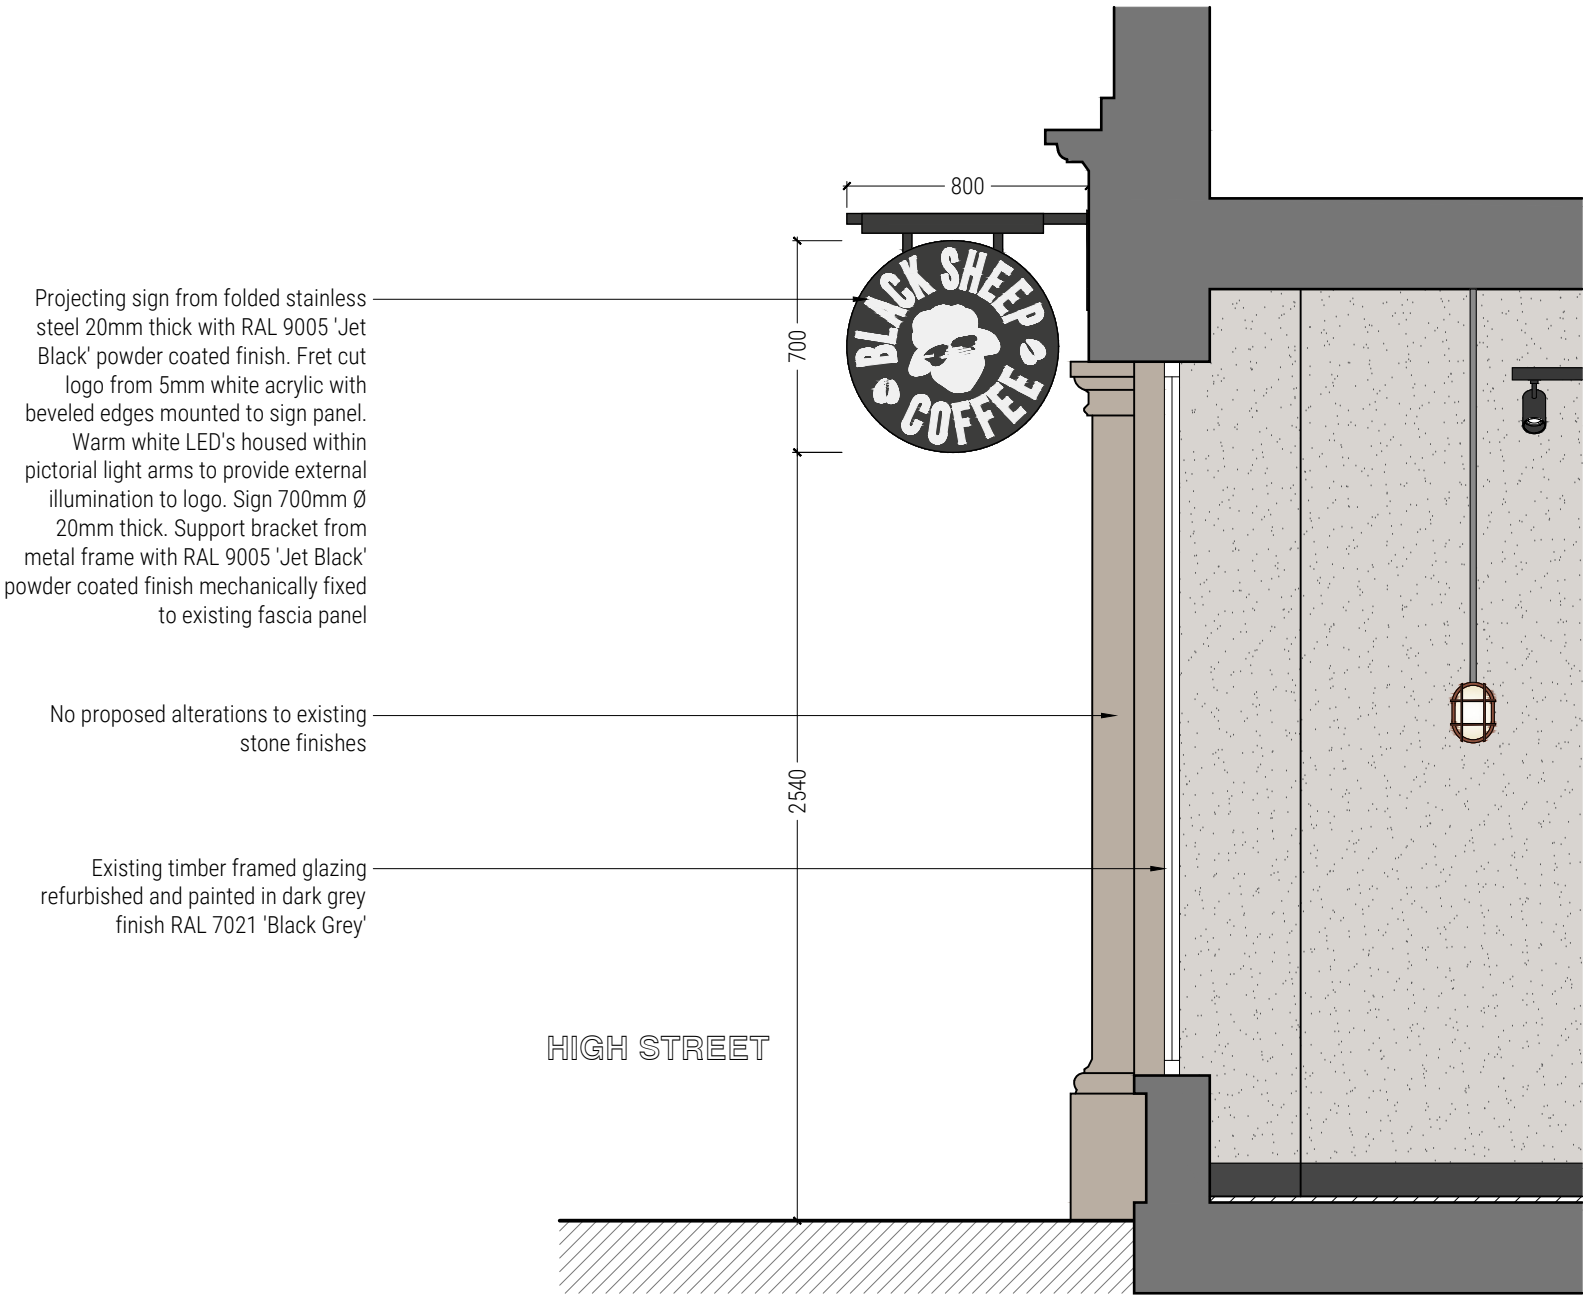 800
BLACK SHEEP
COFFEE
700
Projecting sign from folded stainless
steel 20mm thick with RAL 9005 'Jet
Black' powder coated finish. Fret cut
logo from 5mm white acrylic with
beveled edges mounted to sign panel.
Warm white LED's housed within
pictorial light arms to provide external
illumination to logo. Sign 700mm Ø
20mm thick. Support bracket from
metal frame with RAL 9005 'Jet Black'
powder coated finish mechanically fixed
to existing fascia panel
No proposed alterations to existing
stone finishes
2540
Existing timber framed glazing
refurbished and painted in dark grey
finish RAL 7021 'Black Grey'
HIGH STREET